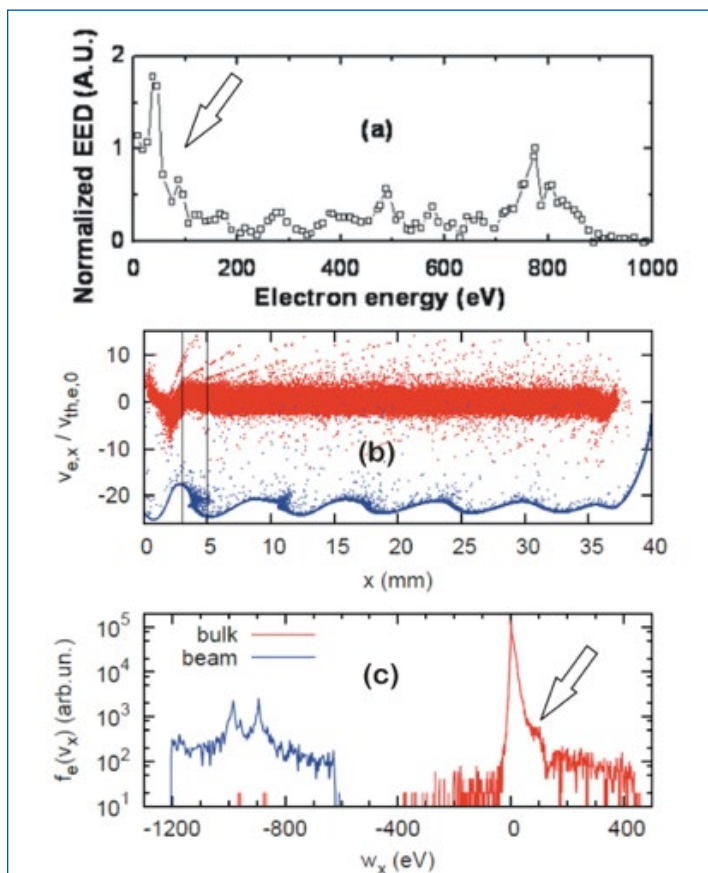 Normalized EED (A.U.)
2
1
0
(a)
0 200 400 600 800 1000
Electron energy (eV)
v_e,x / v_th,e,0
10
0
-10
-20
(b)
0 5 10 15 20 25 30 35 40
x (mm)
f_e(v_x) (arb.un.)
10^5
10^4
10^3
10^2
10^1
bulk
beam
(c)
-1200 -800 -400 0 400
w_x (eV)